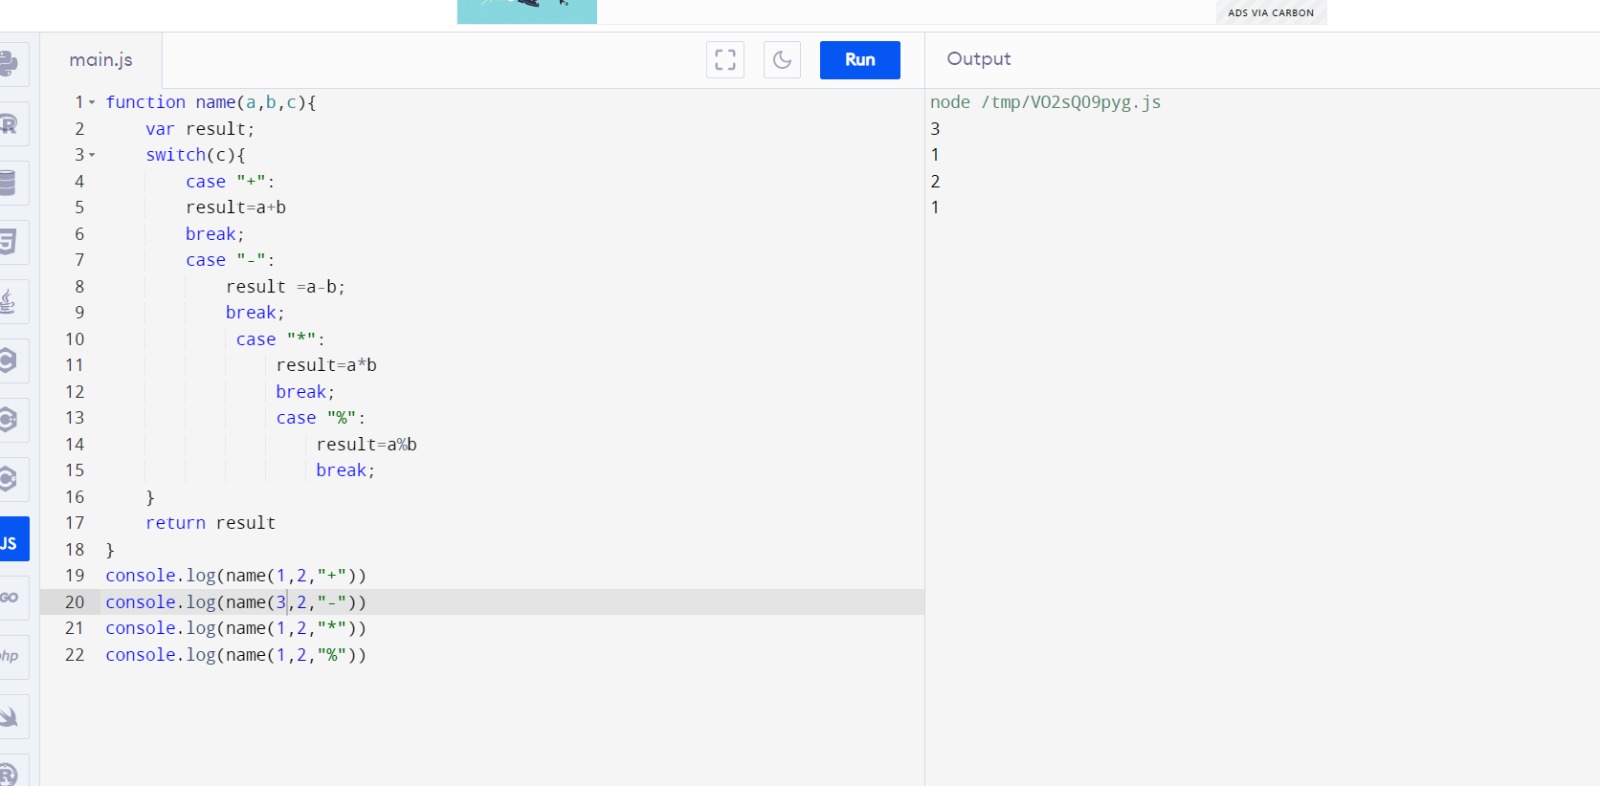 ADS VIA CARBON
main.js
Run
Output
1 function name(a,b,c){
2     var result;
3     switch(c){
4         case "+":
5         result=a+b
6         break;
7         case "-":
8             result =a-b;
9             break;
10             case "*":
11                 result=a*b
12                 break;
13                 case "%":
14                     result=a%b
15                     break;
16     }
17     return result
18 }
19 console.log(name(1,2,"+"))
20 console.log(name(3,2,"-"))
21 console.log(name(1,2,"*"))
22 console.log(name(1,2,"%"))
node /tmp/VO2sQO9pyg.js
3
1
2
1
R
5
C
JS
GO
php
R